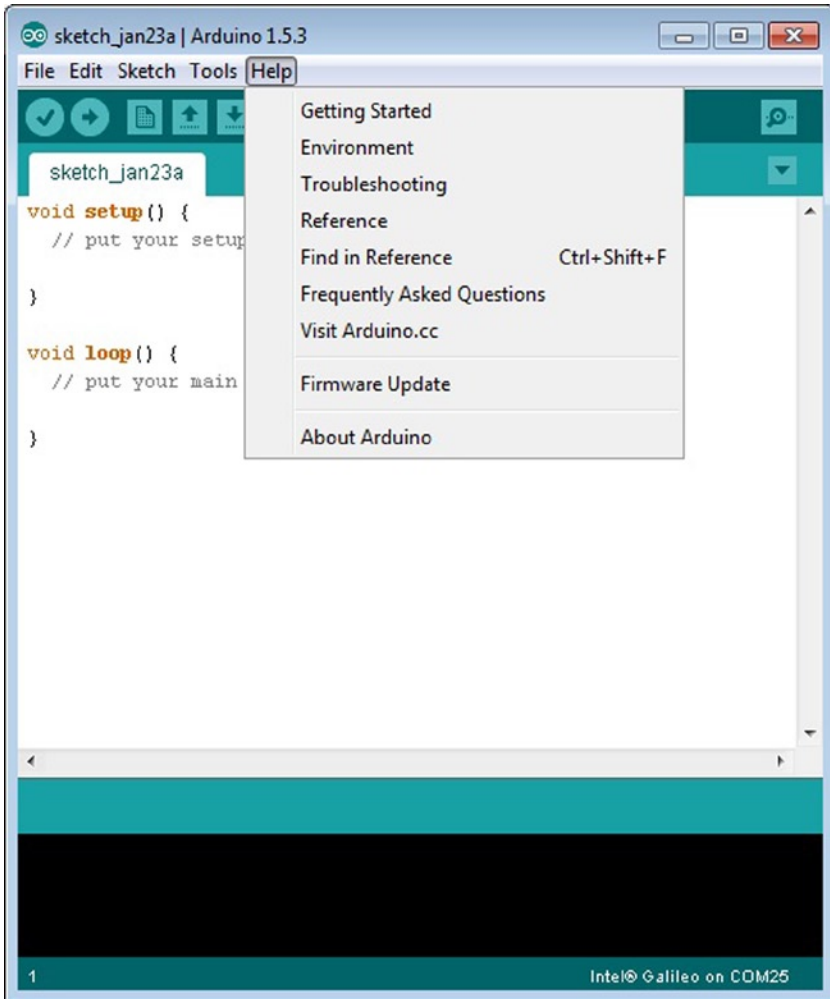 sketch_jan23a | Arduino 1.5.3
File Edit Sketch Tools Help
sketch_jan23a
Getting Started
Environment
Troubleshooting
Reference
Find in Reference Ctrl+Shift+F
Frequently Asked Questions
Visit Arduino.cc
Firmware Update
About Arduino
void setup() {
// put your setup
}
void loop() {
// put your main
}
1 Intel® Galileo on COM25